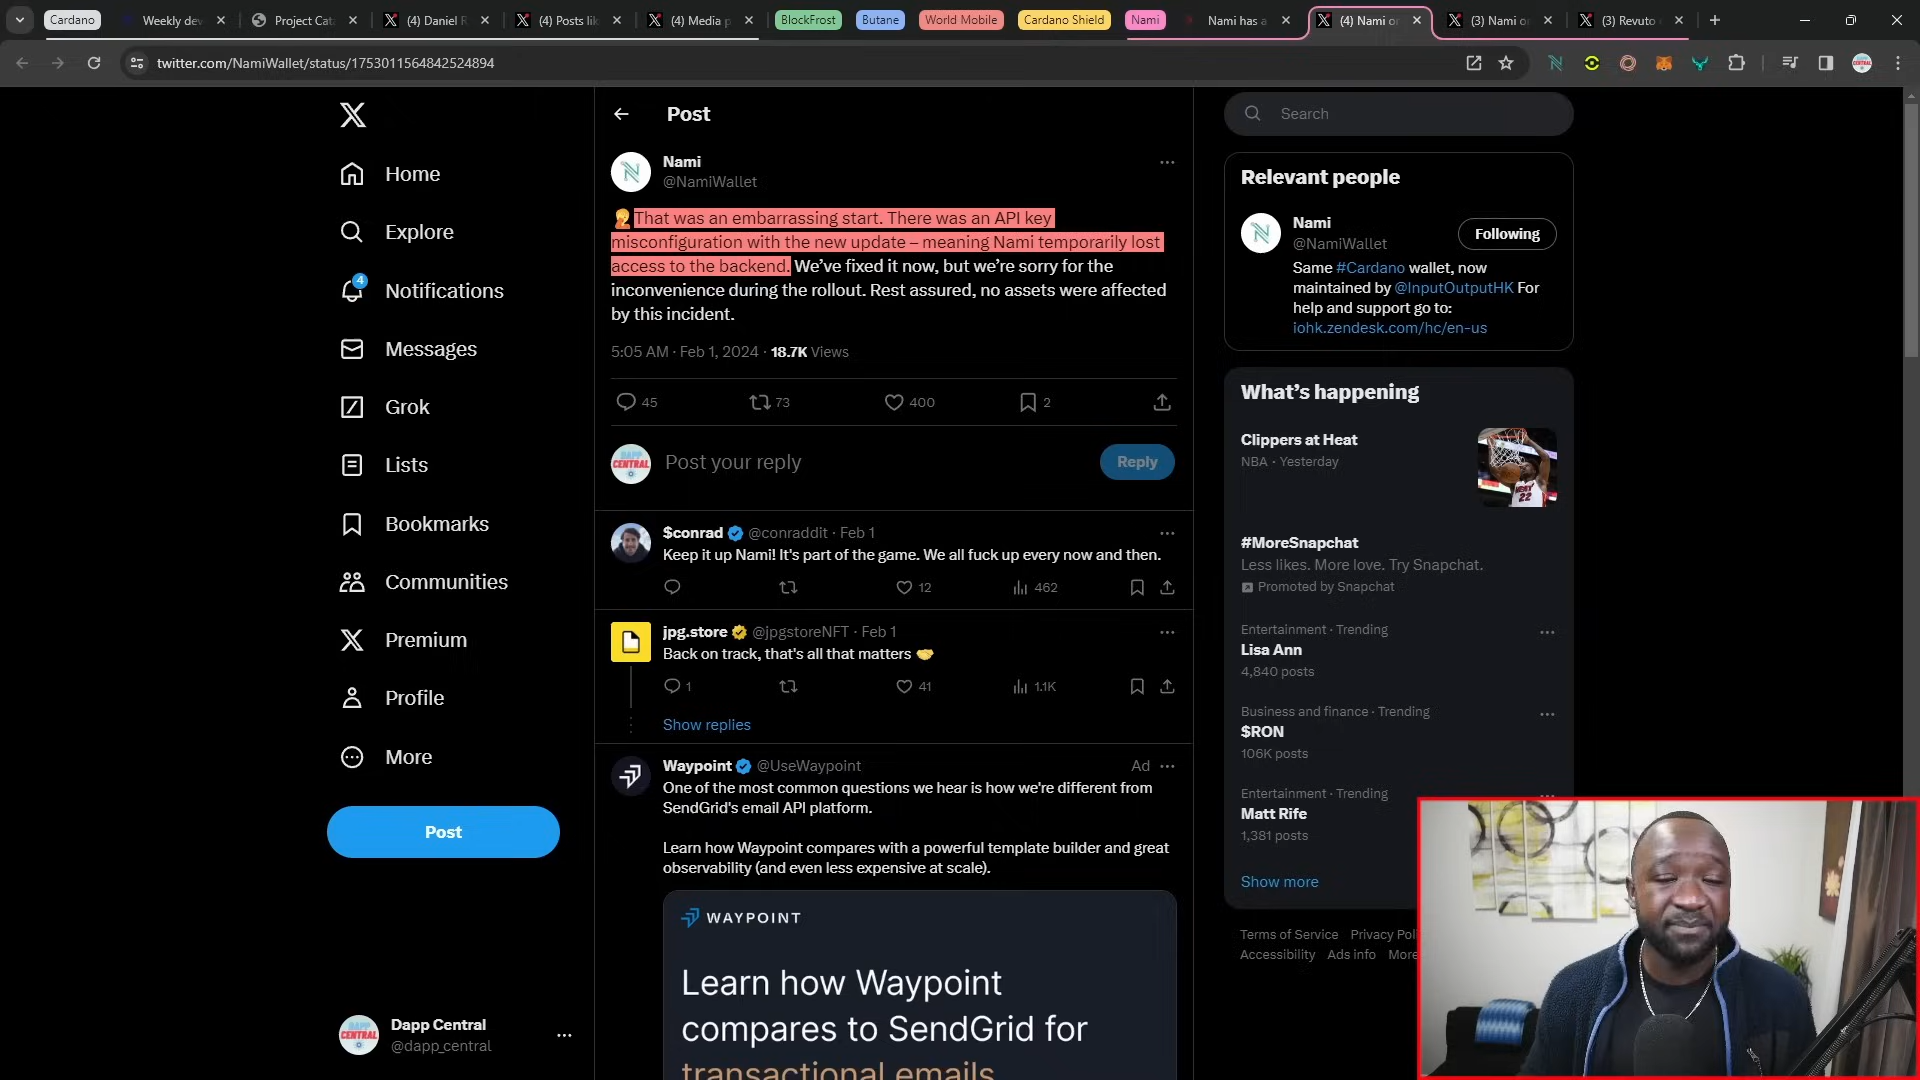 Cardano
Weekly dev
Project Cata
(4) Daniel R
(4) Posts lik
(4) Media p
BlockFrost
Butane
World Mobile
Cardano Shield
Nami
Nami has a
(4) Nami or
(3) Nami o
(3) Revuto
twitter.com/NamiWallet/status/1753011564842524894
Home
Explore
4
Notifications
Messages
Grok
Lists
Bookmarks
Communities
Premium
Profile
More
Post
Dapp Central
@dapp_central
Post
Nami
@NamiWallet
That was an embarrassing start. There was an API key
misconfiguration with the new update – meaning Nami temporarily lost
access to the backend. We’ve fixed it now, but we’re sorry for the
inconvenience during the rollout. Rest assured, no assets were affected
by this incident.
5:05 AM · Feb 1, 2024 · 18.7K Views
45 73 400 2
Post your reply
Reply
$conrad @conraddit · Feb 1
Keep it up Nami! It's part of the game. We all fuck up every now and then.
12 462
jpg.store @jpgstoreNFT · Feb 1
Back on track, that's all that matters
1 41 1.1K
Show replies
Waypoint @UseWaypoint Ad
One of the most common questions we hear is how we're different from
SendGrid's email API platform.
Learn how Waypoint compares with a powerful template builder and great
observability (and even less expensive at scale).
WAYPOINT
Learn how Waypoint
compares to SendGrid for
transactional emails
Search
Relevant people
Nami
@NamiWallet
Following
Same #Cardano wallet, now
maintained by @InputOutputHK For
help and support go to:
iohk.zendesk.com/hc/en-us
What’s happening
Clippers at Heat
NBA · Yesterday
#MoreSnapchat
Less likes. More love. Try Snapchat.
Promoted by Snapchat
Entertainment · Trending
Lisa Ann
4,840 posts
Business and finance · Trending
$RON
106K posts
Entertainment · Trending
Matt Rife
1,381 posts
Show more
Terms of Service Privacy Poli
Accessibility Ads info More